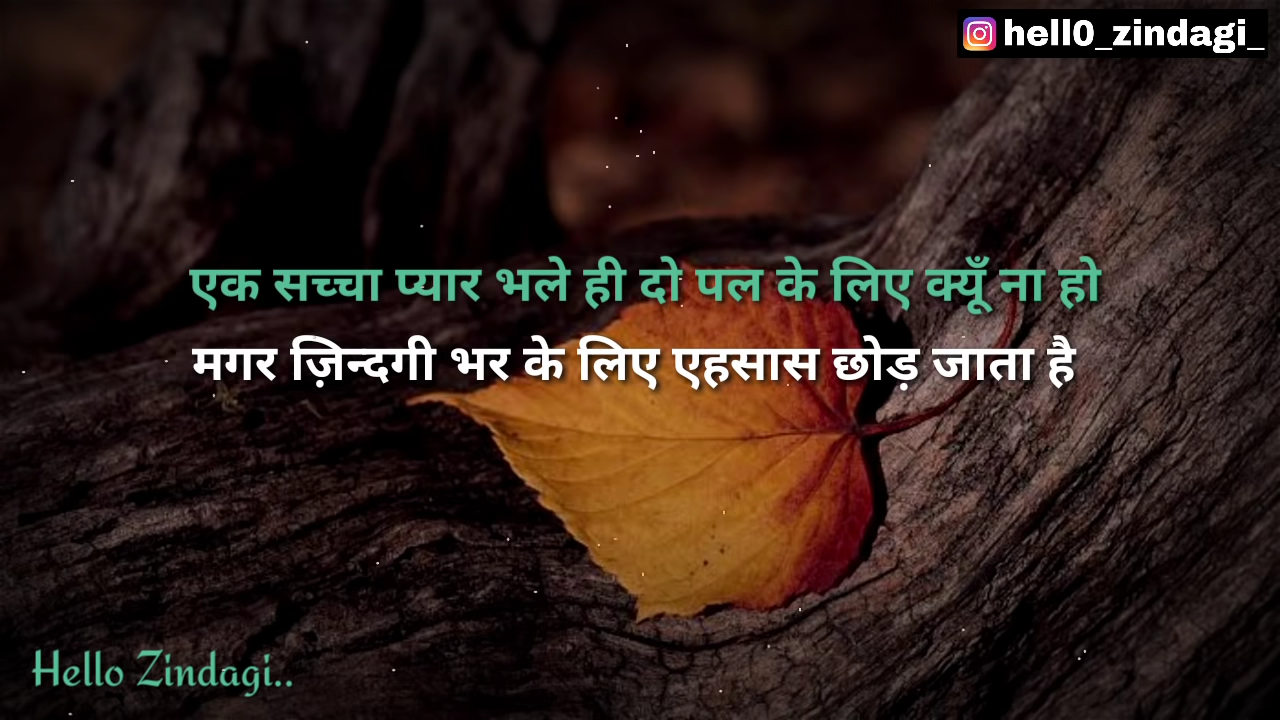 hell0_zindagi_
एक सच्चा प्यार भले ही दो पल के लिए क्यूँ ना हो
मगर ज़िन्दगी भर के लिए एहसास छोड़ जाता है
Hello Zindagi..